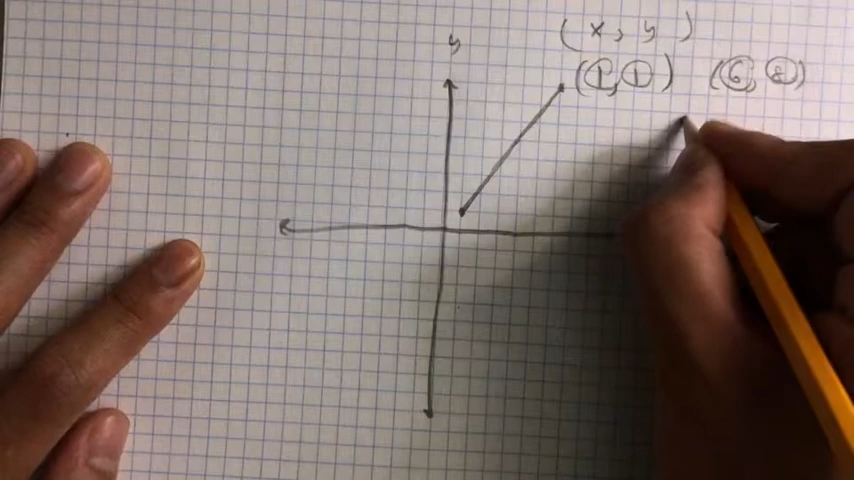 y
( x, y )
(1, 1) (6, 8)